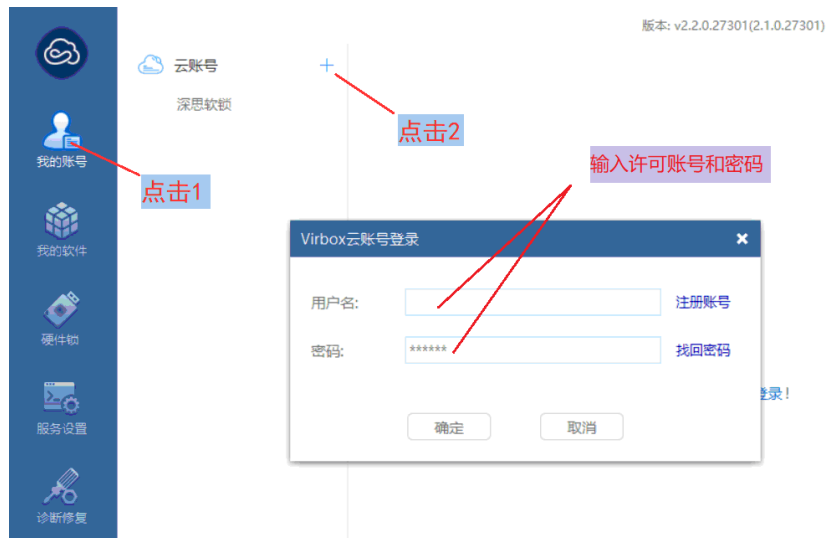 版本: v2.2.0.27301(2.1.0.27301)
云账号
+
深思软锁
点击2
我的账号
点击1
输入许可账号和密码
我的软件
Virbox云账号登录
用户名:
注册账号
硬件锁
密码:
******
找回密码
登录！
服务设置
确定
取消
诊断修复